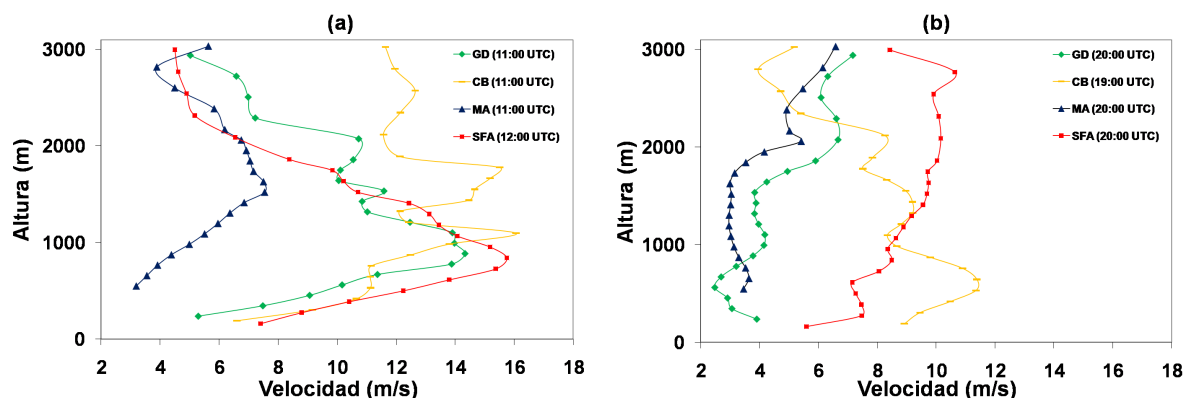 (a)
3000
2000
1000
0
Altura (m)
2 4 6 8 10 12 14 16 18
Velocidad (m/s)
GD (11:00 UTC)
CB (11:00 UTC)
MA (11:00 UTC)
SFA (12:00 UTC)
(b)
3000
2000
1000
0
Altura (m)
2 4 6 8 10 12 14 16 18
Velocidad (m/s)
GD (20:00 UTC)
CB (19:00 UTC)
MA (20:00 UTC)
SFA (20:00 UTC)